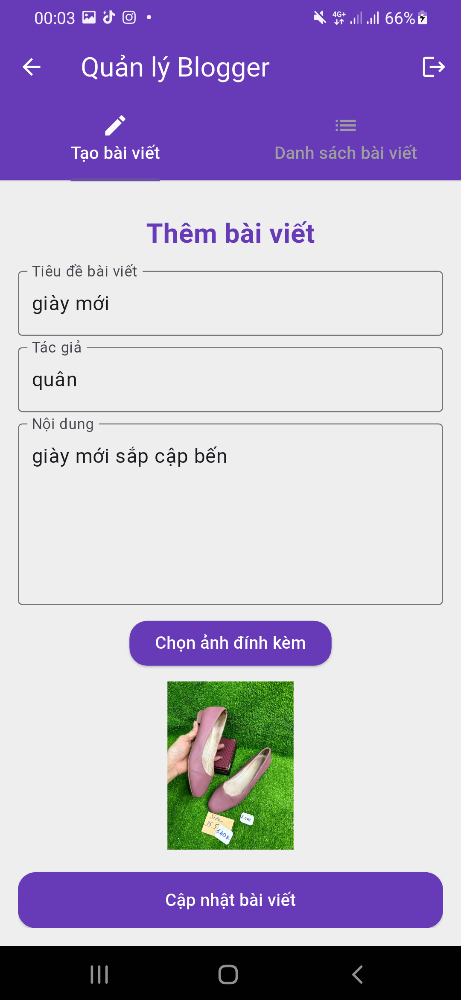 00:03
4G+
66%
Quản lý Blogger
Tạo bài viết
Danh sách bài viết
Thêm bài viết
Tiêu đề bài viết
giày mới
Tác giả
quân
Nội dung
giày mới sắp cập bến
Chọn ảnh đính kèm
Size
35.5
2cm
140K
Cập nhật bài viết